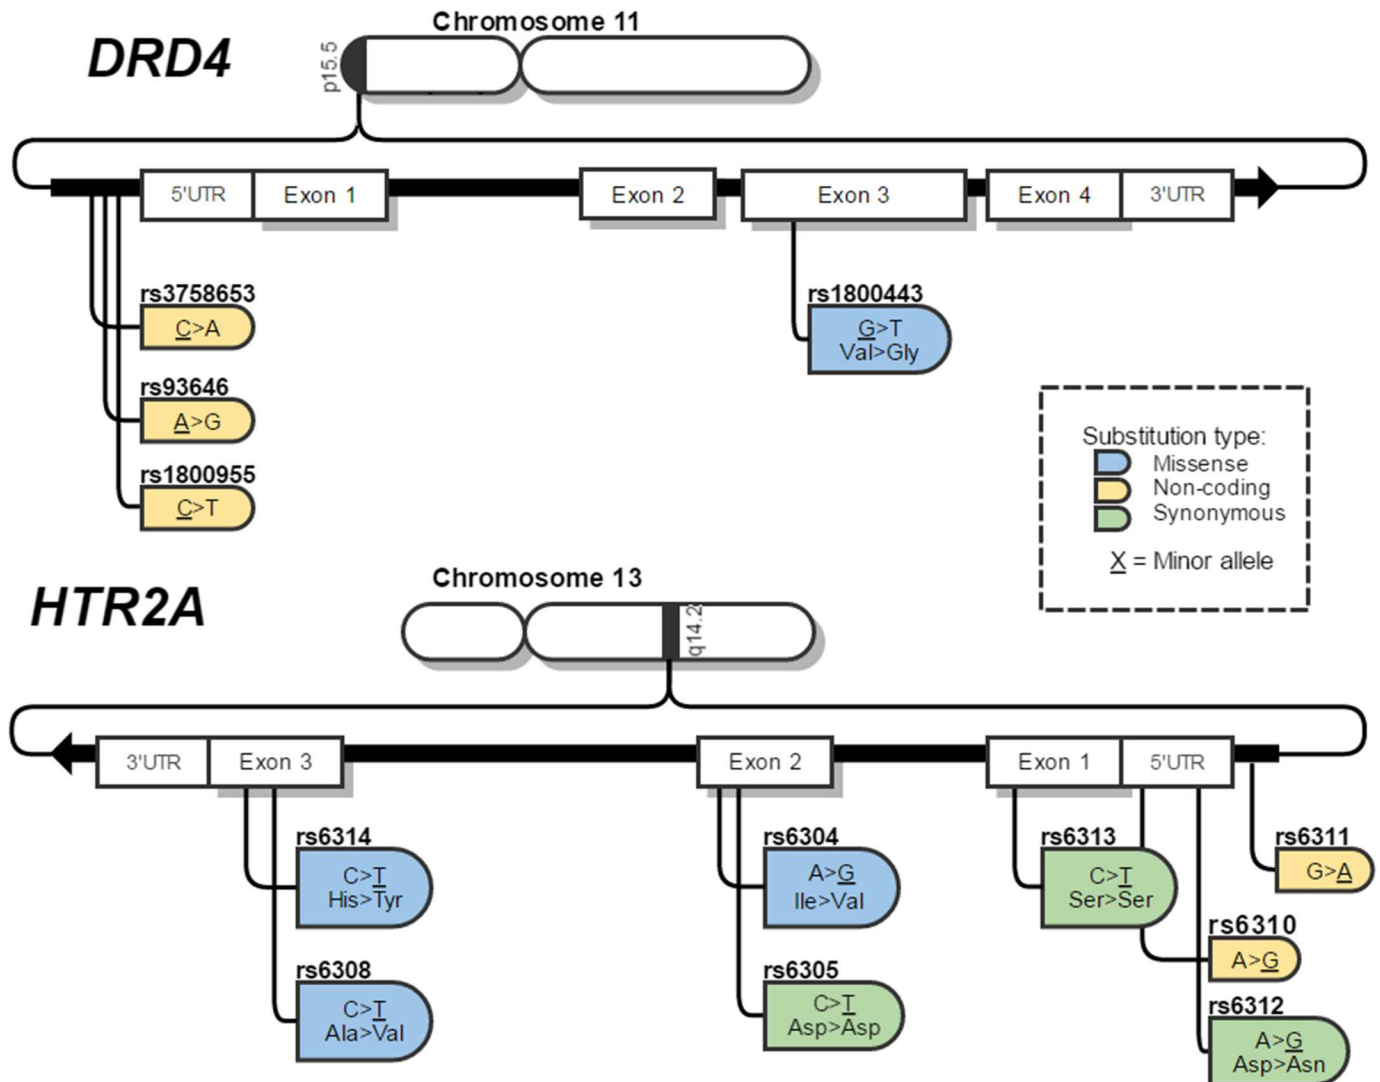 Chromosome 11
DRD4
p15.5
5'UTR Exon 1 Exon 2 Exon 3 Exon 4 3'UTR
rs3758653
C>A
rs93646
A>G
rs1800955
C>T
rs1800443
G>T
Val>Gly
Substitution type:
Missense
Non-coding
Synonymous
X = Minor allele
Chromosome 13
HTR2A
q14.2
3'UTR Exon 3 Exon 2 Exon 1 5'UTR
rs6314
C>T
His>Tyr
rs6308
C>T
Ala>Val
rs6304
A>G
Ile>Val
rs6305
C>T
Asp>Asp
rs6313
C>T
Ser>Ser
rs6311
G>A
rs6310
A>G
rs6312
A>G
Asp>Asn